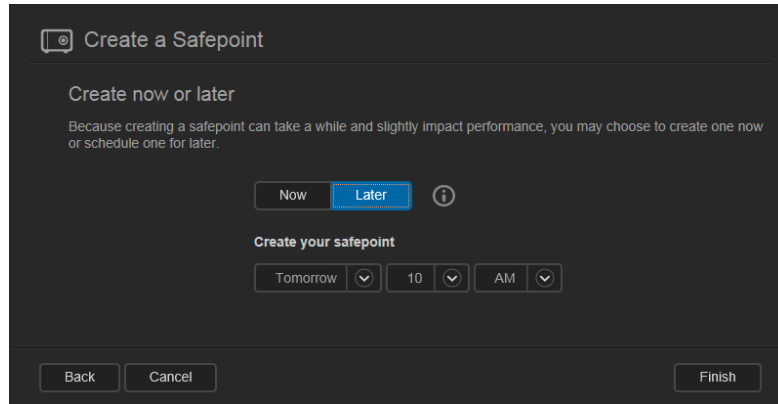 Create a Safepoint
Create now or later
Because creating a safepoint can take a while and slightly impact performance, you may choose to create one now
or schedule one for later.
Now Later
Create your safepoint
Tomorrow 10 AM
Back Cancel Finish